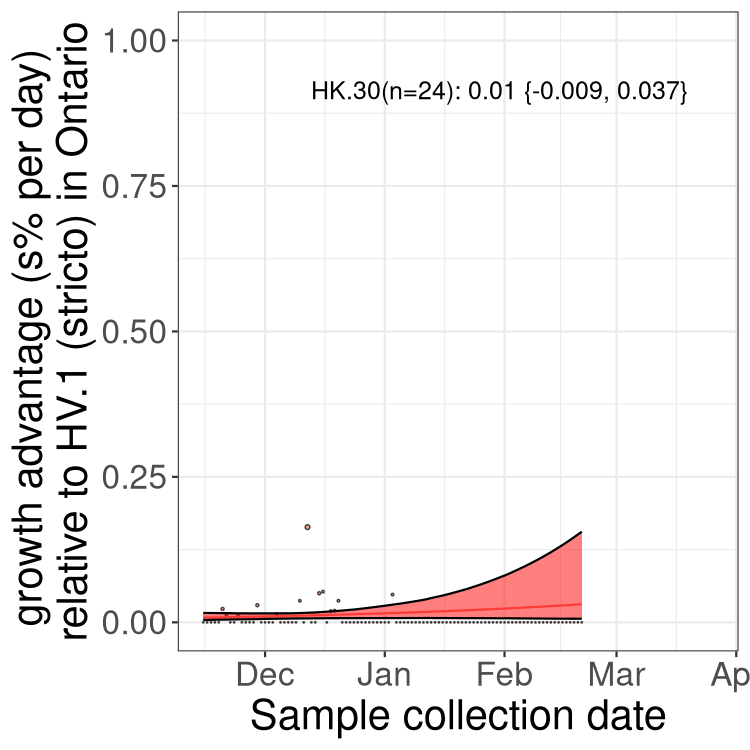 growth advantage (s% per day)
relative to HV.1 (stricto) in Ontario
1.00
HK.30(n=24): 0.01 {-0.009, 0.037}
0.75
0.50
0.25
0.00
Dec Jan Feb Mar Ap
Sample collection date